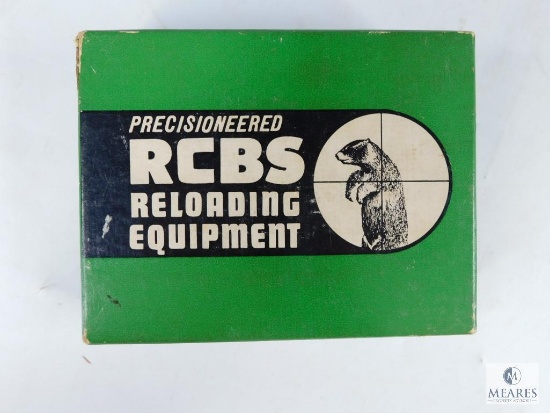 PRECISIONEERED
RCBS
RELOADING
EQUIPMENT
M
MEARES